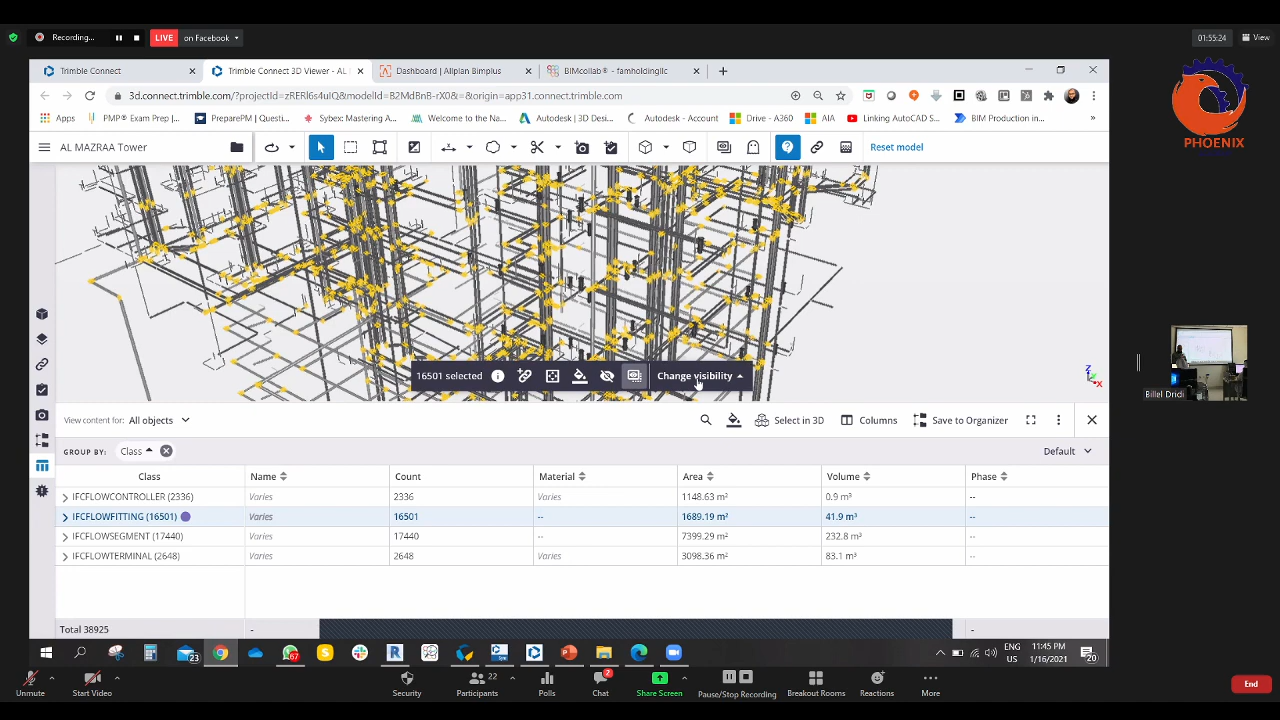 Recording...
LIVE on Facebook
01:55:24 View
Trimble Connect
Trimble Connect 3D Viewer - AL
Dashboard | Allplan Bimplus
BIMcollab® - famholdingllc
3d.connect.trimble.com/?projectId=zRERl6s4uIQ&modelId=B2MdBnB-rX0&=&origin=app31.connect.trimble.com
Apps PMP® Exam Prep |... PreparePM | Questi... Sybex: Mastering A... Welcome to the Na... Autodesk | 3D Desi... Autodesk - Account Drive - A360 AIA Linking AutoCAD S... BIM Production in... »
PHOENIX
AL MAZRAA Tower
Reset model
16501 selected Change visibility
Z
X
Billel Dridi
View content for: All objects
Select in 3D Columns Save to Organizer
GROUP BY: Class
Default
Class Name Count Material Area Volume Phase
IFCFLOWCONTROLLER (2336) Varies 2336 Varies 1148.63 m² 0.9 m³ --
IFCFLOWFITTING (16501) Varies 16501 -- 1689.19 m² 41.9 m³ --
IFCFLOWSEGMENT (17440) Varies 17440 -- 7399.29 m² 232.8 m³ --
IFCFLOWTERMINAL (2648) Varies 2648 Varies 3098.36 m² 83.1 m³ --
Total 38925 - -
23
67
ENG
US
11:45 PM
1/16/2021
20
Unmute Start Video Security Participants 22 Polls Chat 2 Share Screen Pause/Stop Recording Breakout Rooms Reactions More End